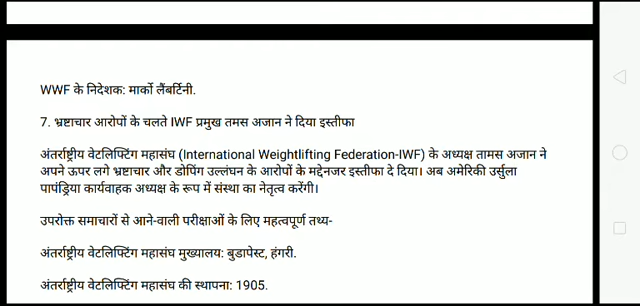 WWF के निदेशक: मार्को लैंबर्टिनी.
7. भ्रष्टाचार आरोपों के चलते IWF प्रमुख तमस अजान ने दिया इस्तीफा
अंतर्राष्ट्रीय वेटलिफ्टिंग महासंघ (International Weightlifting Federation-IWF) के अध्यक्ष तामस अजान ने
अपने ऊपर लगे भ्रष्टाचार और डोपिंग उल्लंघन के आरोपों के मद्देनजर इस्तीफा दे दिया। अब अमेरिकी उर्सुला
पापंड्रिया कार्यवाहक अध्यक्ष के रूप में संस्था का नेतृत्व करेंगी।
उपरोक्त समाचारों से आने-वाली परीक्षाओं के लिए महत्वपूर्ण तथ्य-
अंतर्राष्ट्रीय वेटलिफ्टिंग महासंघ मुख्यालय: बुडापेस्ट, हंगरी.
अंतर्राष्ट्रीय वेटलिफ्टिंग महासंघ की स्थापना: 1905.